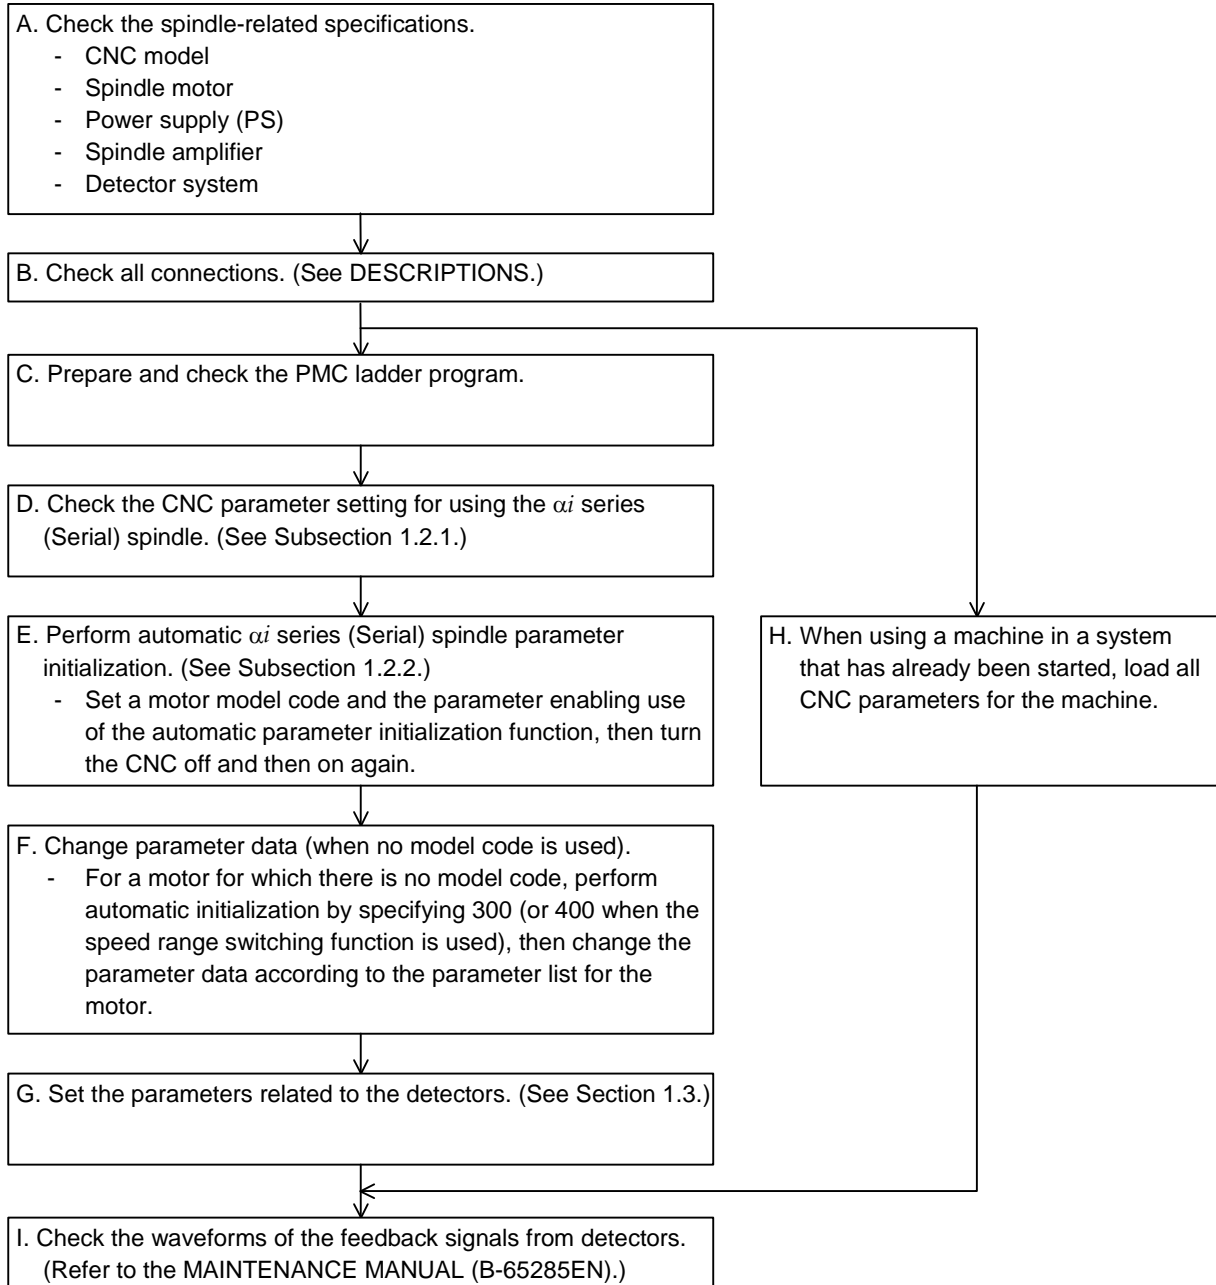 A. Check the spindle-related specifications.
- CNC model
- Spindle motor
- Power supply (PS)
- Spindle amplifier
- Detector system
B. Check all connections. (See DESCRIPTIONS.)
C. Prepare and check the PMC ladder program.
D. Check the CNC parameter setting for using the αi series
(Serial) spindle. (See Subsection 1.2.1.)
E. Perform automatic αi series (Serial) spindle parameter
initialization. (See Subsection 1.2.2.)
- Set a motor model code and the parameter enabling use
of the automatic parameter initialization function, then turn
the CNC off and then on again.
H. When using a machine in a system
that has already been started, load all
CNC parameters for the machine.
F. Change parameter data (when no model code is used).
- For a motor for which there is no model code, perform
automatic initialization by specifying 300 (or 400 when the
speed range switching function is used), then change the
parameter data according to the parameter list for the
motor.
G. Set the parameters related to the detectors. (See Section 1.3.)
I. Check the waveforms of the feedback signals from detectors.
(Refer to the MAINTENANCE MANUAL (B-65285EN).)